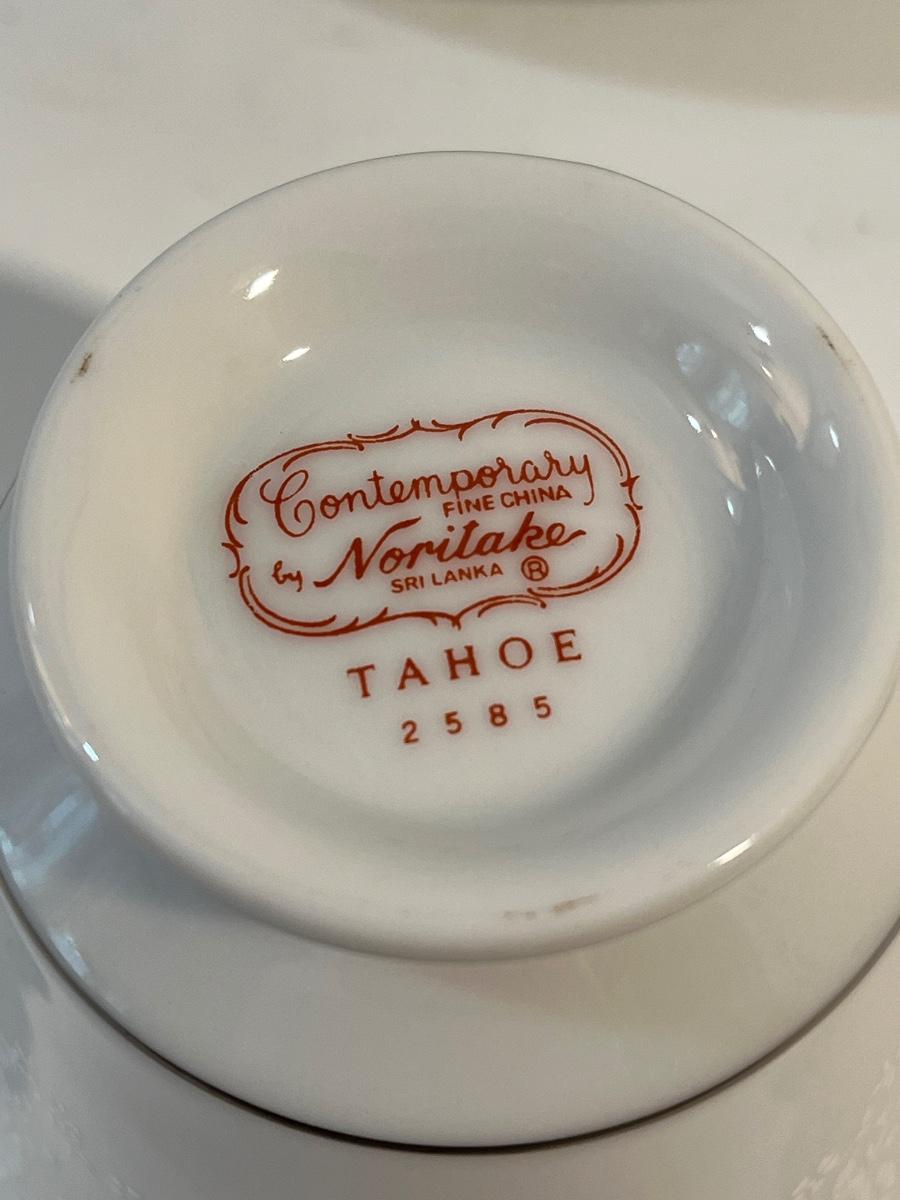 Contemporary
FINE CHINA
by Noritake
SRI LANKA ®
TAHOE
2585